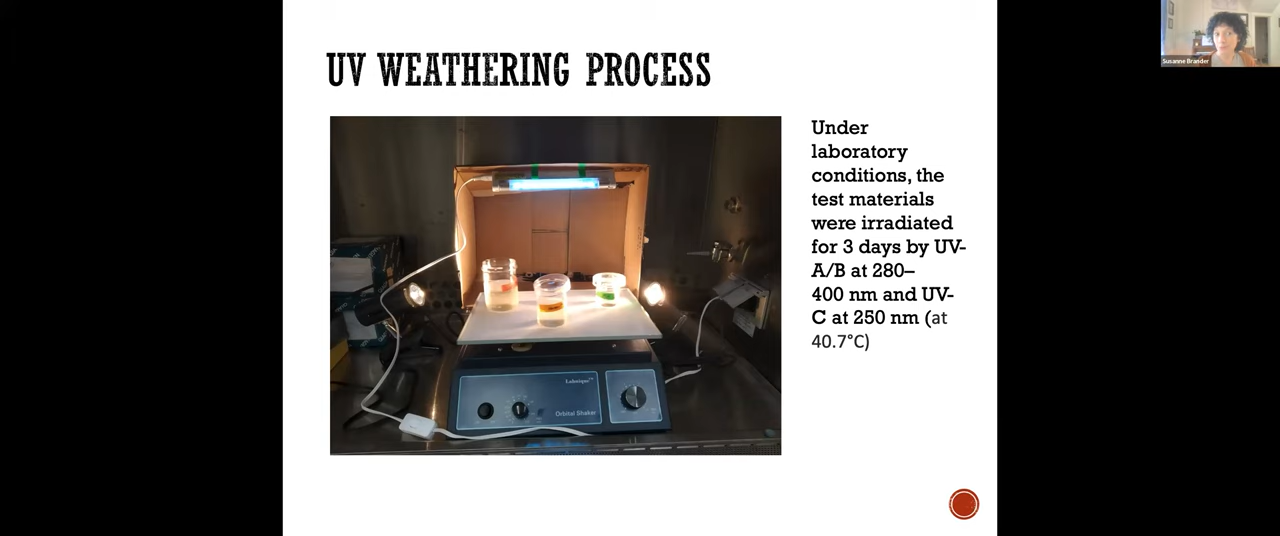 UV WEATHERING PROCESS
Susanne Brander
Under
laboratory
conditions, the
test materials
were irradiated
for 3 days by UV-
A/B at 280–
400 nm and UV-
C at 250 nm (at
40.7°C)
Orbital Shaker